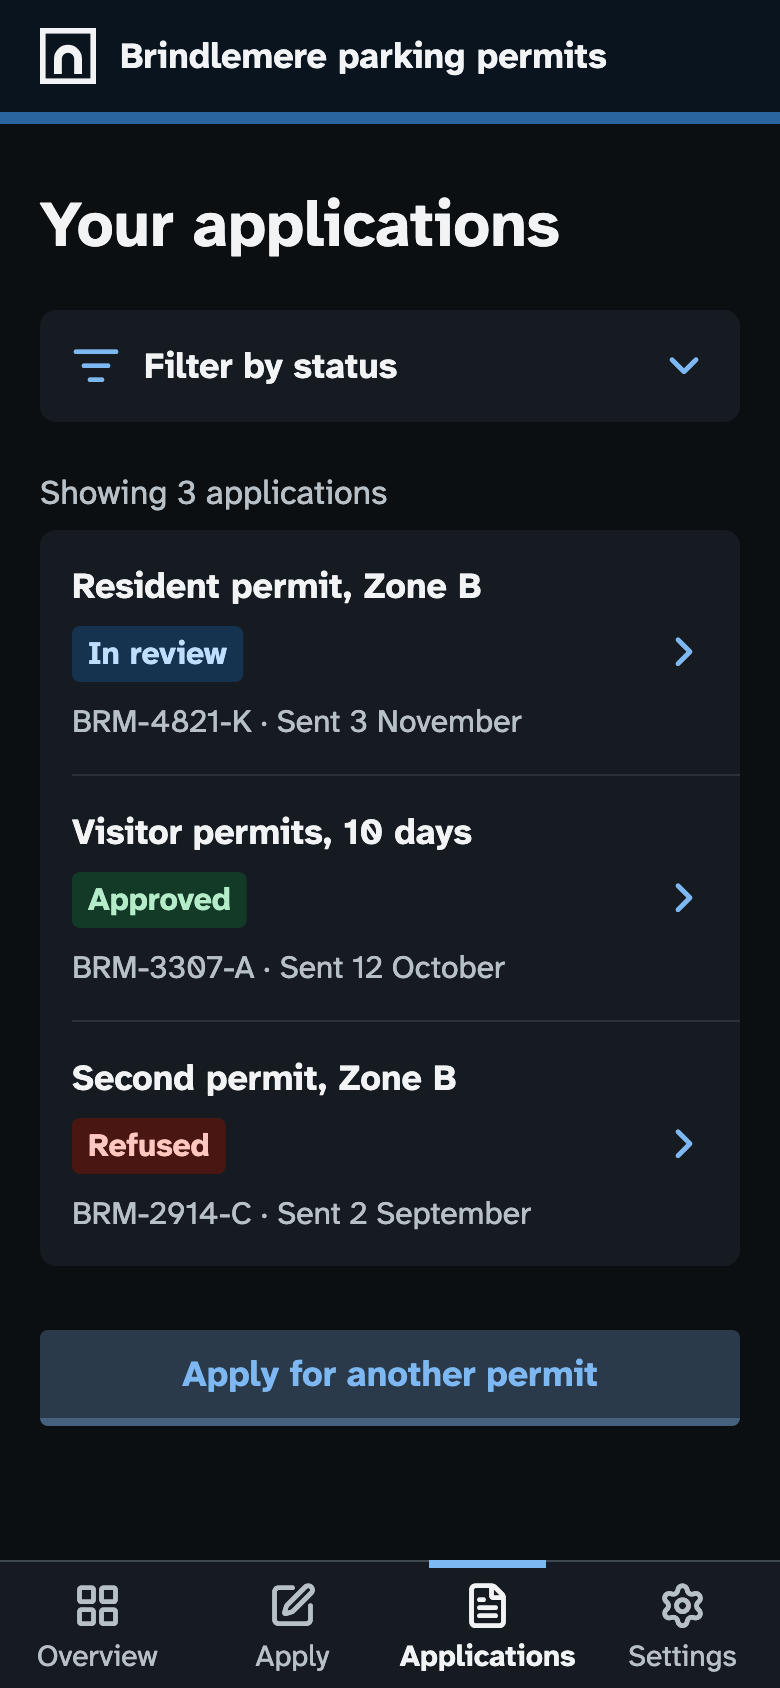 Brindlemere parking permits
Your applications
Filter by status
Showing 3 applications
Resident permit, Zone B
In review
BRM-4821-K · Sent 3 November
Visitor permits, 10 days
Approved
BRM-3307-A · Sent 12 October
Second permit, Zone B
Refused
BRM-2914-C · Sent 2 September
Apply for another permit
Overview
Apply
Applications
Settings